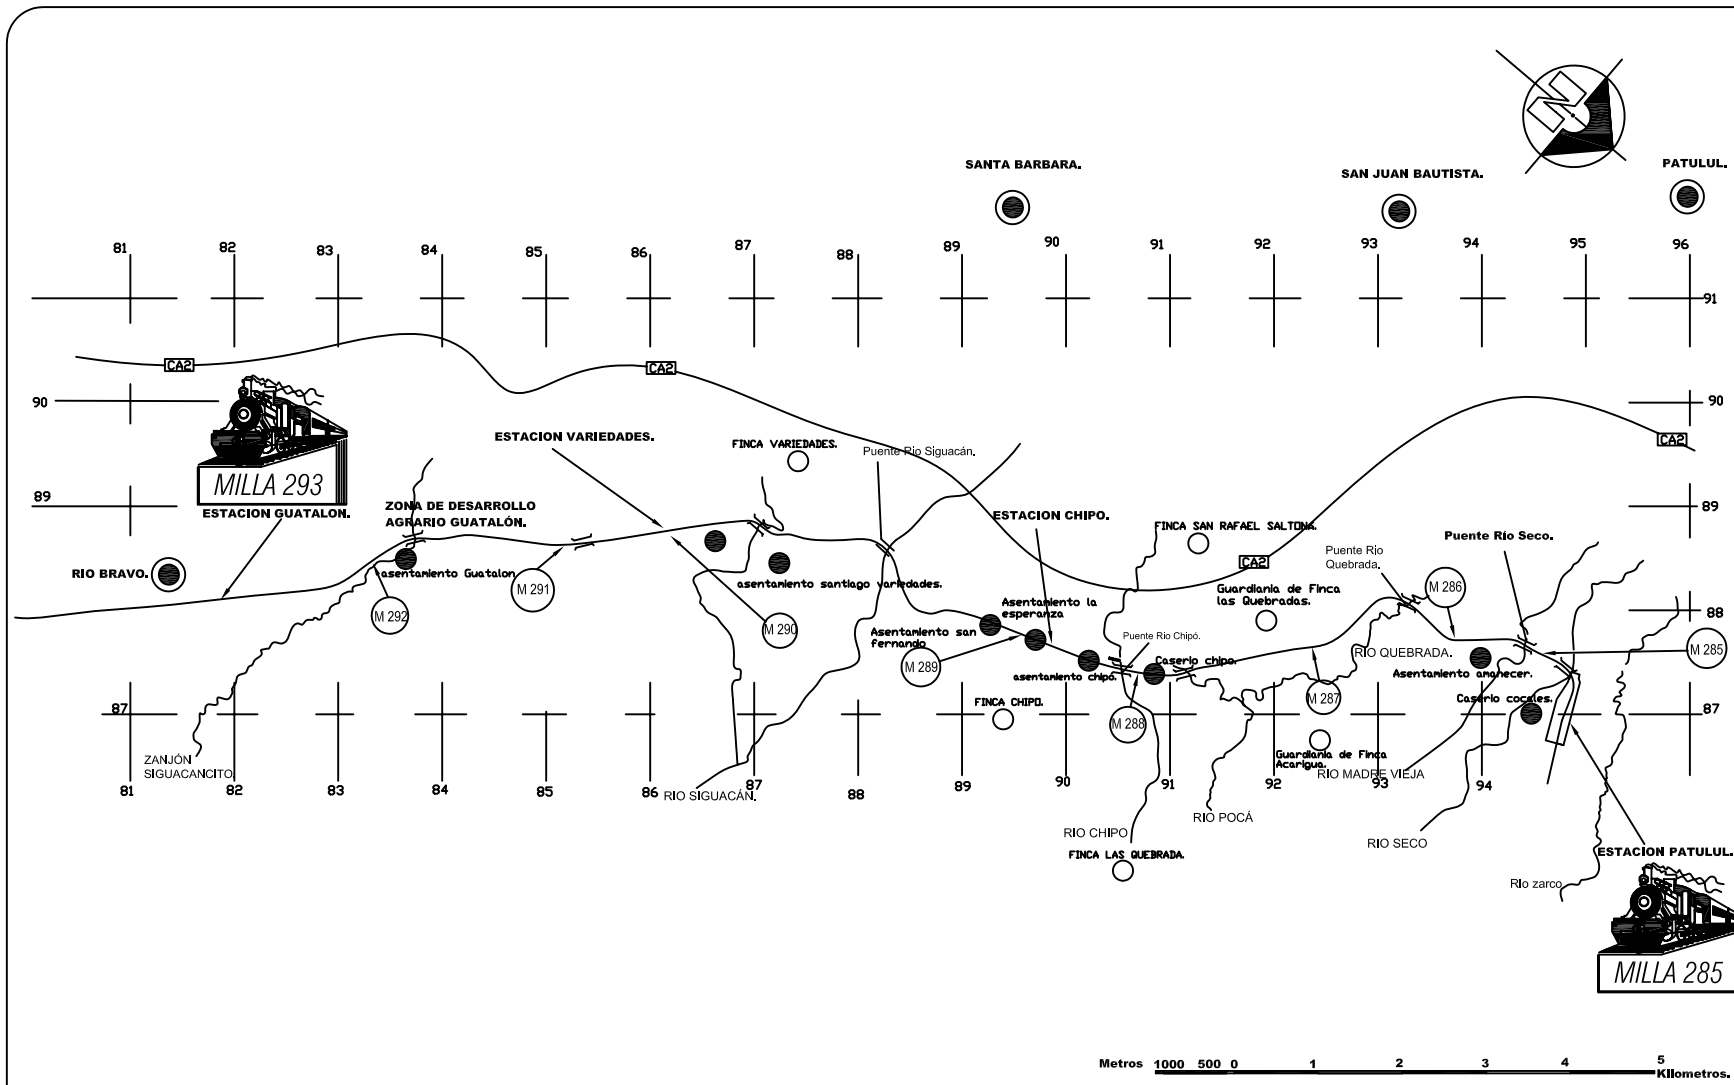 N
SANTA BARBARA.
SAN JUAN BAUTISTA.
PATULUL.
81
82
83
84
85
86
87
88
89
90
91
92
93
94
95
96
91
CA2
CA2
90
90
CA2
MILLA 293
ESTACION VARIEDADES.
FINCA VARIEDADES.
Puente Rio Siguacán.
89
89
ESTACION GUATALON.
ZONA DE DESARROLLO
AGRARIO GUATALÓN.
ESTACION CHIPO.
FINCA SAN RAFAEL SALTONA.
Puente Río Seco.
Puente Rio
Quebrada.
CA2
RIO BRAVO.
asentamiento Guatalon
asentamiento santiago variedades.
M 291
M 292
M 290
Guardiania de Finca
las Quebradas.
M 286
Asentamiento la
esperanza
88
Asentamiento san
fernando
M 289
Puente Rio Chipó.
asentamiento chipó.
Caserio chipo.
RIO QUEBRADA.
M 285
Asentamiento amanecer.
M 287
Caserio cocales.
87
FINCA CHIPO.
M 288
87
Guardiania de Finca
Acarigua.
ZANJÓN
SIGUACANCITO
RIO MADRE VIEJA
81
82
83
84
85
86
87
88
89
90
91
92
93
94
RIO SIGUACÁN.
RIO POCÁ
RIO CHIPO
RIO SECO
FINCA LAS QUEBRADA.
ESTACION PATULUL.
RIo zarco
MILLA 285
Metros 1000 500 0 1 2 3 4 5
KIlometros.